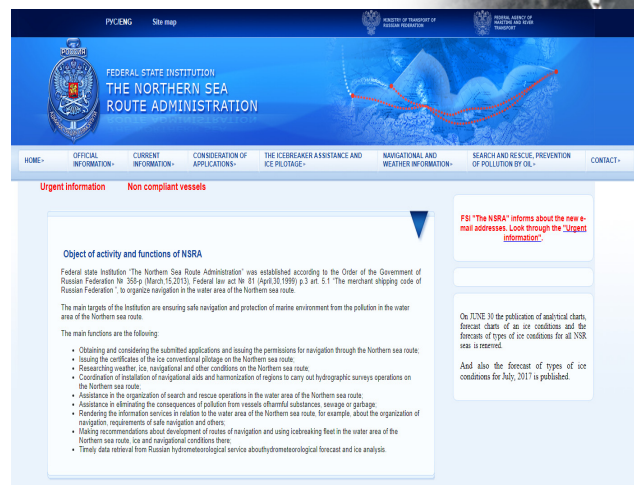 РУС/ENG Site map
MINISTRY OF TRANSPORT OF
RUSSIAN FEDERATION
FEDERAL AGENCY OF
MARITIME AND RIVER
TRANSPORT
РОССИЯ
FEDERAL STATE INSTITUTION
THE NORTHERN SEA
ROUTE ADMINISTRATION
HOME»
OFFICIAL
INFORMATION»
CURRENT
INFORMATION»
CONSIDERATION OF
APPLICATIONS»
THE ICEBREAKER ASSISTANCE AND
ICE PILOTAGE»
NAVIGATIONAL AND
WEATHER INFORMATION»
SEARCH AND RESCUE, PREVENTION
OF POLLUTION BY OIL»
CONTACT»
Urgent information Non compliant vessels
Object of activity and functions of NSRA
Federal state Institution "The Northern Sea Route Administration" was established according to the Order of the Government of
Russian Federation № 358-p (March,15,2013), Federal law act № 81 (April,30,1999) p.3 art. 5.1 "The merchant shipping code of
Russian Federation ", to organize navigation in the water area of the Northern sea route.
The main targets of the Institution are ensuring safe navigation and protection of marine environment from the pollution in the water
area of the Northern sea route.
The main functions are the following:
• Obtaining and considering the submitted applications and issuing the permissions for navigation through the Northern sea route;
• Issuing the certificates of the ice conventional pilotage on the Northern sea route;
• Researching weather, ice, navigational and other conditions on the Northern sea route;
• Coordination of installation of navigational aids and harmonization of regions to carry out hydrographic surveys operations on
the Northern sea route;
• Assistance in the organization of search and rescue operations in the water area of the Northern sea route;
• Assistance in eliminating the consequences of pollution from vessels ofharmful substances, sewage or garbage;
• Rendering the information services in relation to the water area of the Northern sea route, for example, about the organization of
navigation, requirements of safe navigation and others;
• Making recommendations about development of routes of navigation and using icebreaking fleet in the water area of the
Northern sea route, ice and navigational conditions there;
• Timely data retrieval from Russian hydrometeorological service abouthydrometeorological forecast and ice analysis.
FSI "The NSRA" informs about the new e-
mail addresses. Look through the "Urgent
information".
On JUNE 30 the publication of analytical charts,
forecast charts of an ice conditions and the
forecasts of types of ice conditions for all NSR
seas is renewed.
And also the forecast of types of ice
conditions for July, 2017 is published.